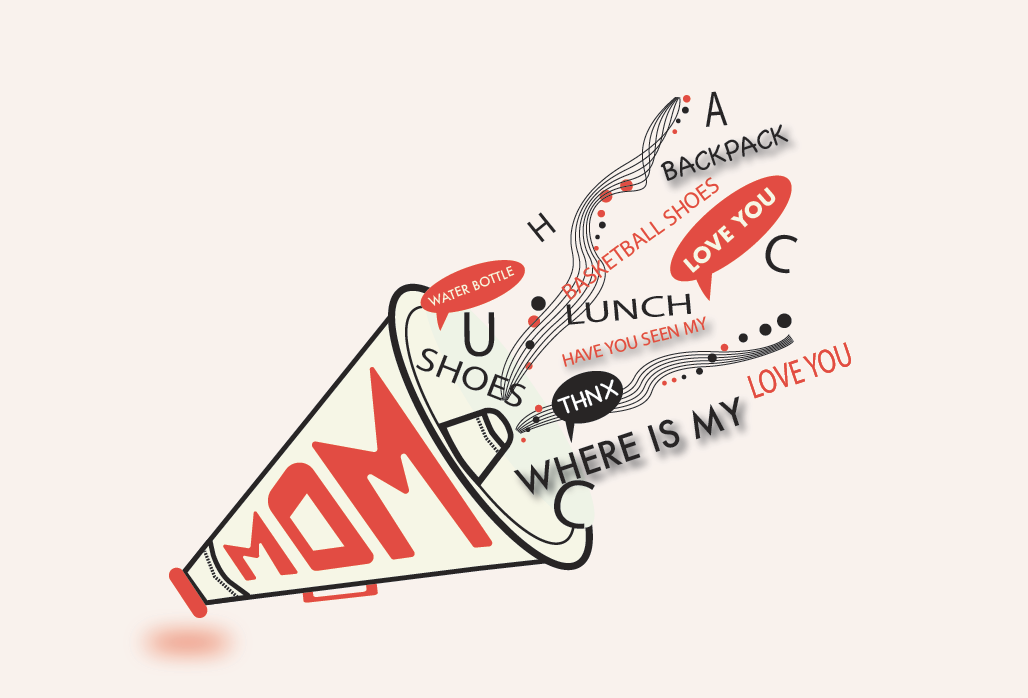 A
BACKPACK
BASKETBALL SHOES
LOVE YOU
H
C
WATER BOTTLE
U
LUNCH
HAVE YOU SEEN MY
SHOES
THNX
LOVE YOU
WHERE IS MY
C
MOM